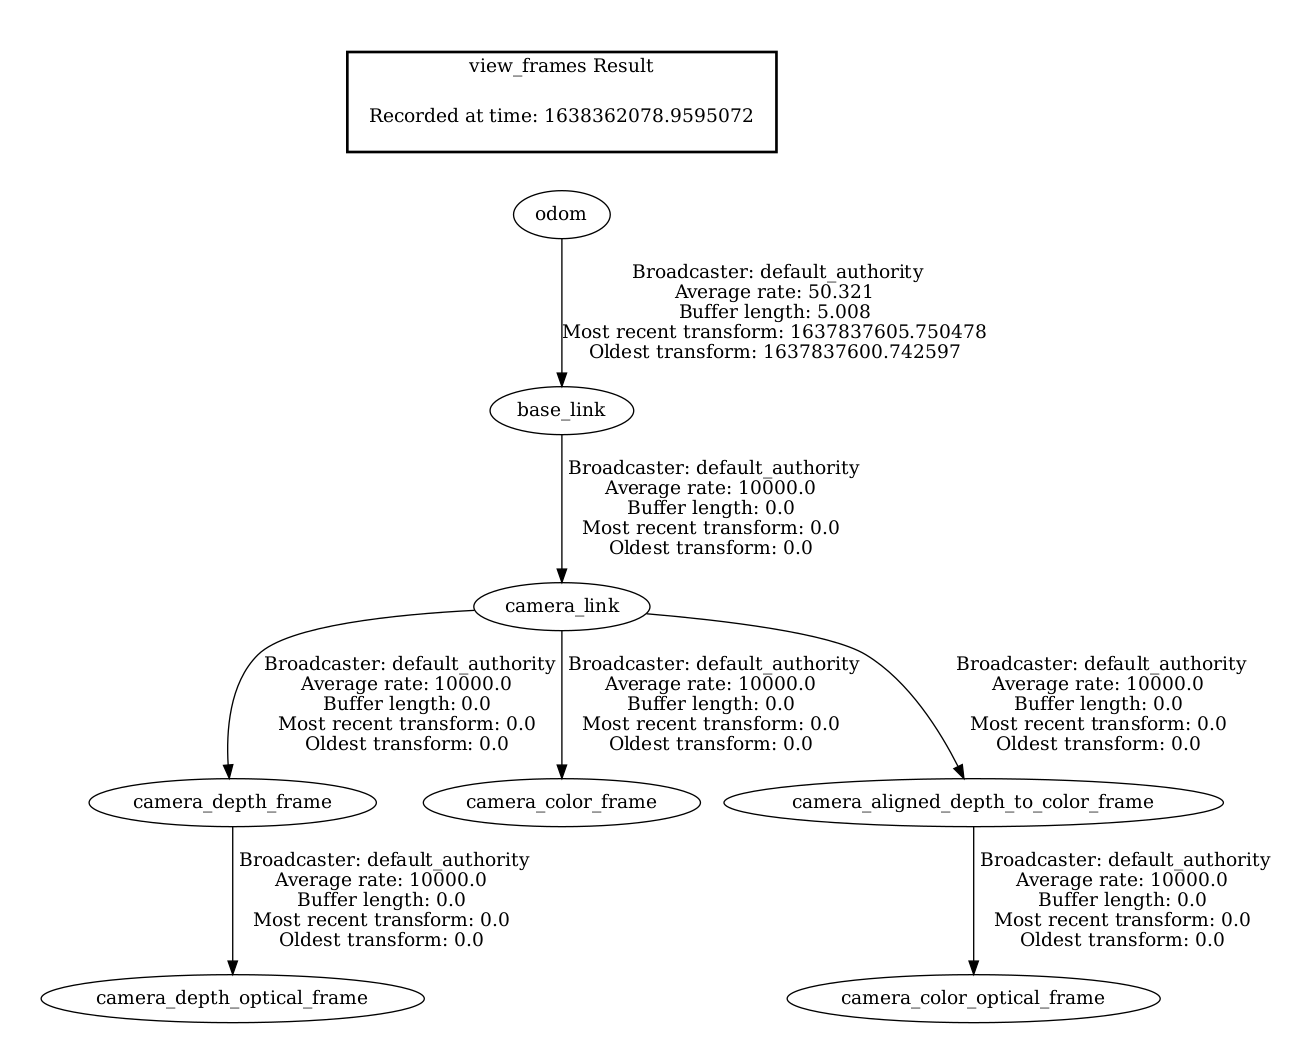 view_frames Result
Recorded at time: 1638362078.9595072
odom
Broadcaster: default_authority
Average rate: 50.321
Buffer length: 5.008
Most recent transform: 1637837605.750478
Oldest transform: 1637837600.742597
base_link
Broadcaster: default_authority
Average rate: 10000.0
Buffer length: 0.0
Most recent transform: 0.0
Oldest transform: 0.0
camera_link
Broadcaster: default_authority
Average rate: 10000.0
Buffer length: 0.0
Most recent transform: 0.0
Oldest transform: 0.0
Broadcaster: default_authority
Average rate: 10000.0
Buffer length: 0.0
Most recent transform: 0.0
Oldest transform: 0.0
Broadcaster: default_authority
Average rate: 10000.0
Buffer length: 0.0
Most recent transform: 0.0
Oldest transform: 0.0
camera_depth_frame
camera_color_frame
camera_aligned_depth_to_color_frame
Broadcaster: default_authority
Average rate: 10000.0
Buffer length: 0.0
Most recent transform: 0.0
Oldest transform: 0.0
Broadcaster: default_authority
Average rate: 10000.0
Buffer length: 0.0
Most recent transform: 0.0
Oldest transform: 0.0
camera_depth_optical_frame
camera_color_optical_frame